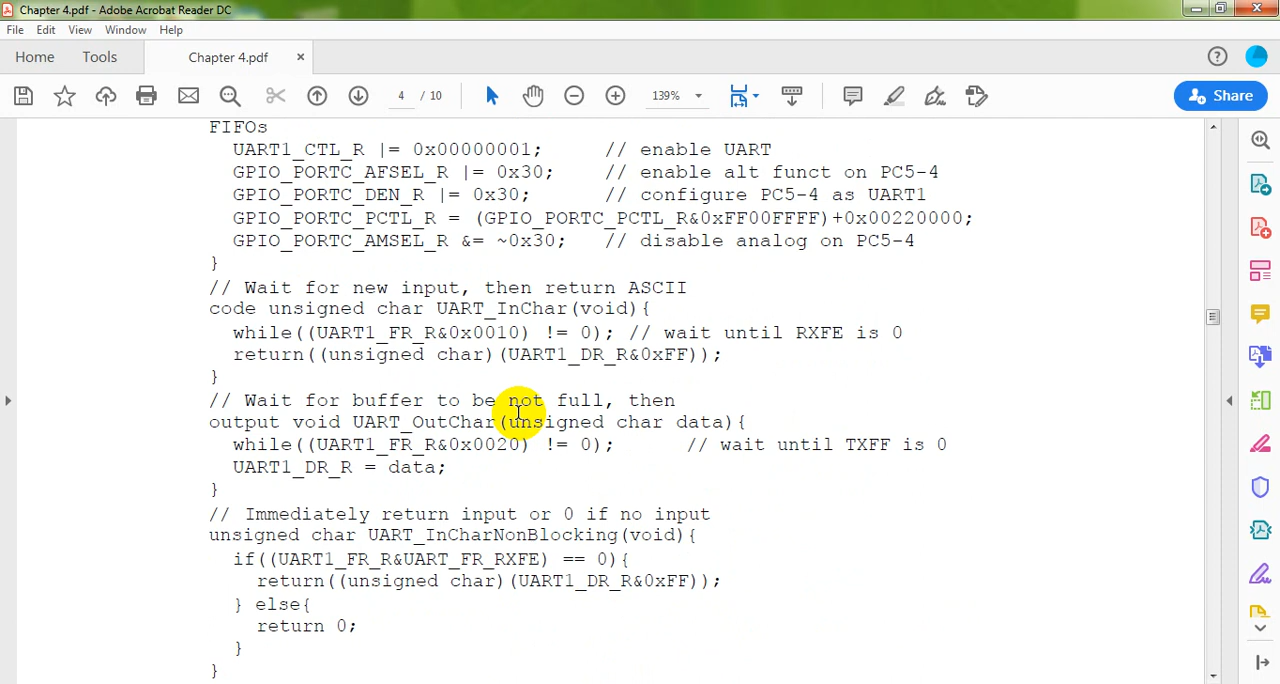 Chapter 4.pdf - Adobe Acrobat Reader DC
File Edit View Window Help
Home Tools Chapter 4.pdf ×
4 / 10 139% Share
FIFOs
UART1_CTL_R |= 0x00000001; // enable UART
GPIO_PORTC_AFSEL_R |= 0x30; // enable alt funct on PC5-4
GPIO_PORTC_DEN_R |= 0x30; // configure PC5-4 as UART1
GPIO_PORTC_PCTL_R = (GPIO_PORTC_PCTL_R&0xFF00FFFF)+0x00220000;
GPIO_PORTC_AMSEL_R &= ~0x30; // disable analog on PC5-4
}
// Wait for new input, then return ASCII
code unsigned char UART_InChar(void){
while((UART1_FR_R&0x0010) != 0); // wait until RXFE is 0
return((unsigned char)(UART1_DR_R&0xFF));
}
// Wait for buffer to be not full, then
output void UART_OutChar(unsigned char data){
while((UART1_FR_R&0x0020) != 0); // wait until TXFF is 0
UART1_DR_R = data;
}
// Immediately return input or 0 if no input
unsigned char UART_InCharNonBlocking(void){
if((UART1_FR_R&UART_FR_RXFE) == 0){
return((unsigned char)(UART1_DR_R&0xFF));
} else{
return 0;
}
}